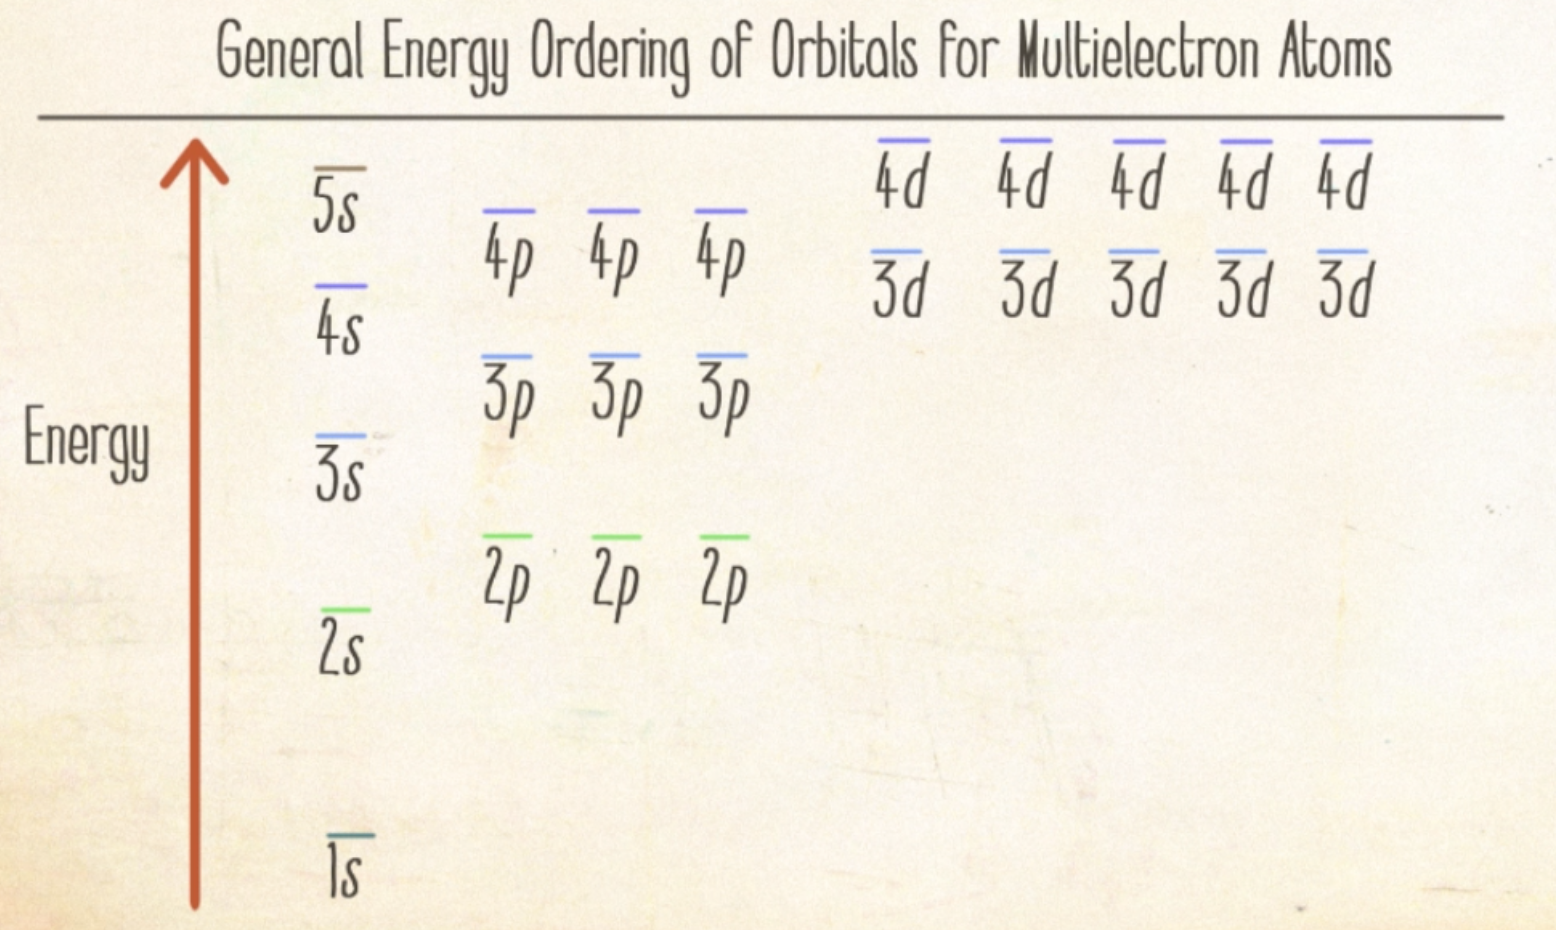 General Energy Ordering of Orbitals for Multielectron Atoms
4d 4d 4d 4d 4d
5s
4p 4p 4p
3d 3d 3d 3d 3d
4s
3p 3p 3p
Energy
3s
2p 2p 2p
2s
1s